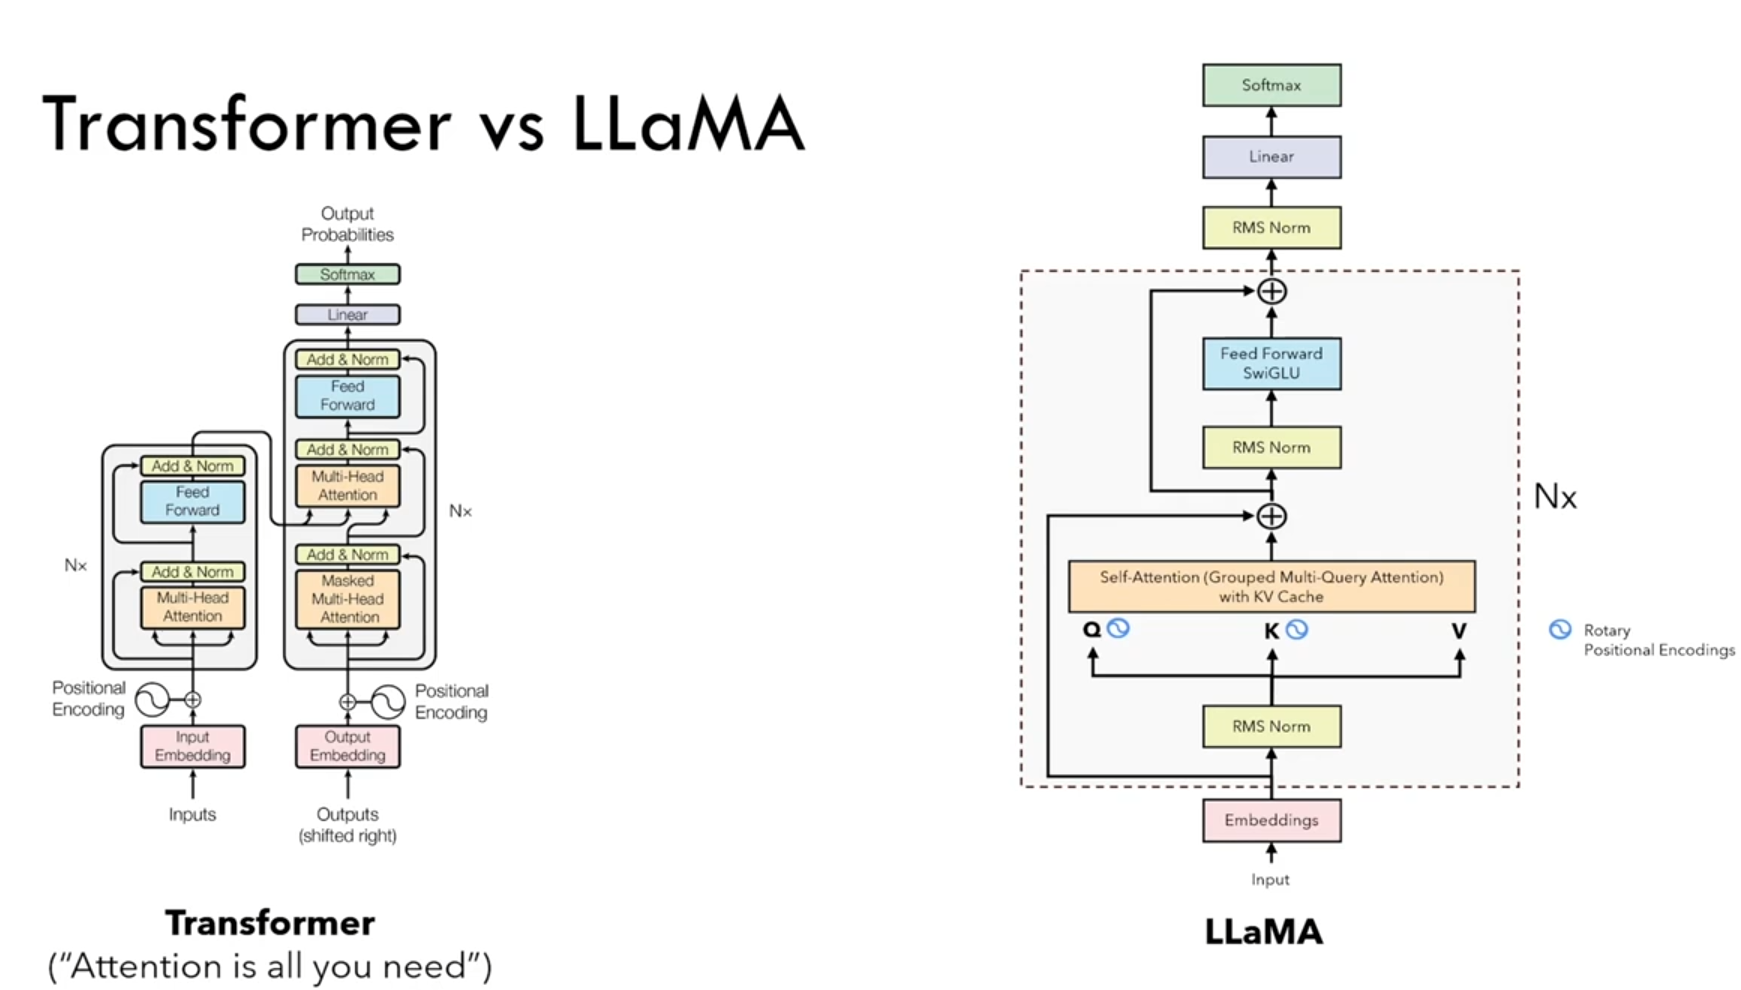 Transformer vs LLaMA
Output
Probabilities
Softmax
Linear
Add & Norm
Feed
Forward
Add & Norm
Multi-Head
Attention
Add & Norm
Masked
Multi-Head
Attention
Nx
Positional
Encoding
Output
Embedding
Outputs
(shifted right)
Add & Norm
Feed
Forward
Nx
Add & Norm
Multi-Head
Attention
Positional
Encoding
Input
Embedding
Inputs
Transformer
("Attention is all you need")
Softmax
Linear
RMS Norm
Feed Forward
SwiGLU
RMS Norm
Nx
Self-Attention (Grouped Multi-Query Attention)
with KV Cache
Q K V
Rotary
Positional Encodings
RMS Norm
Embeddings
Input
LLaMA